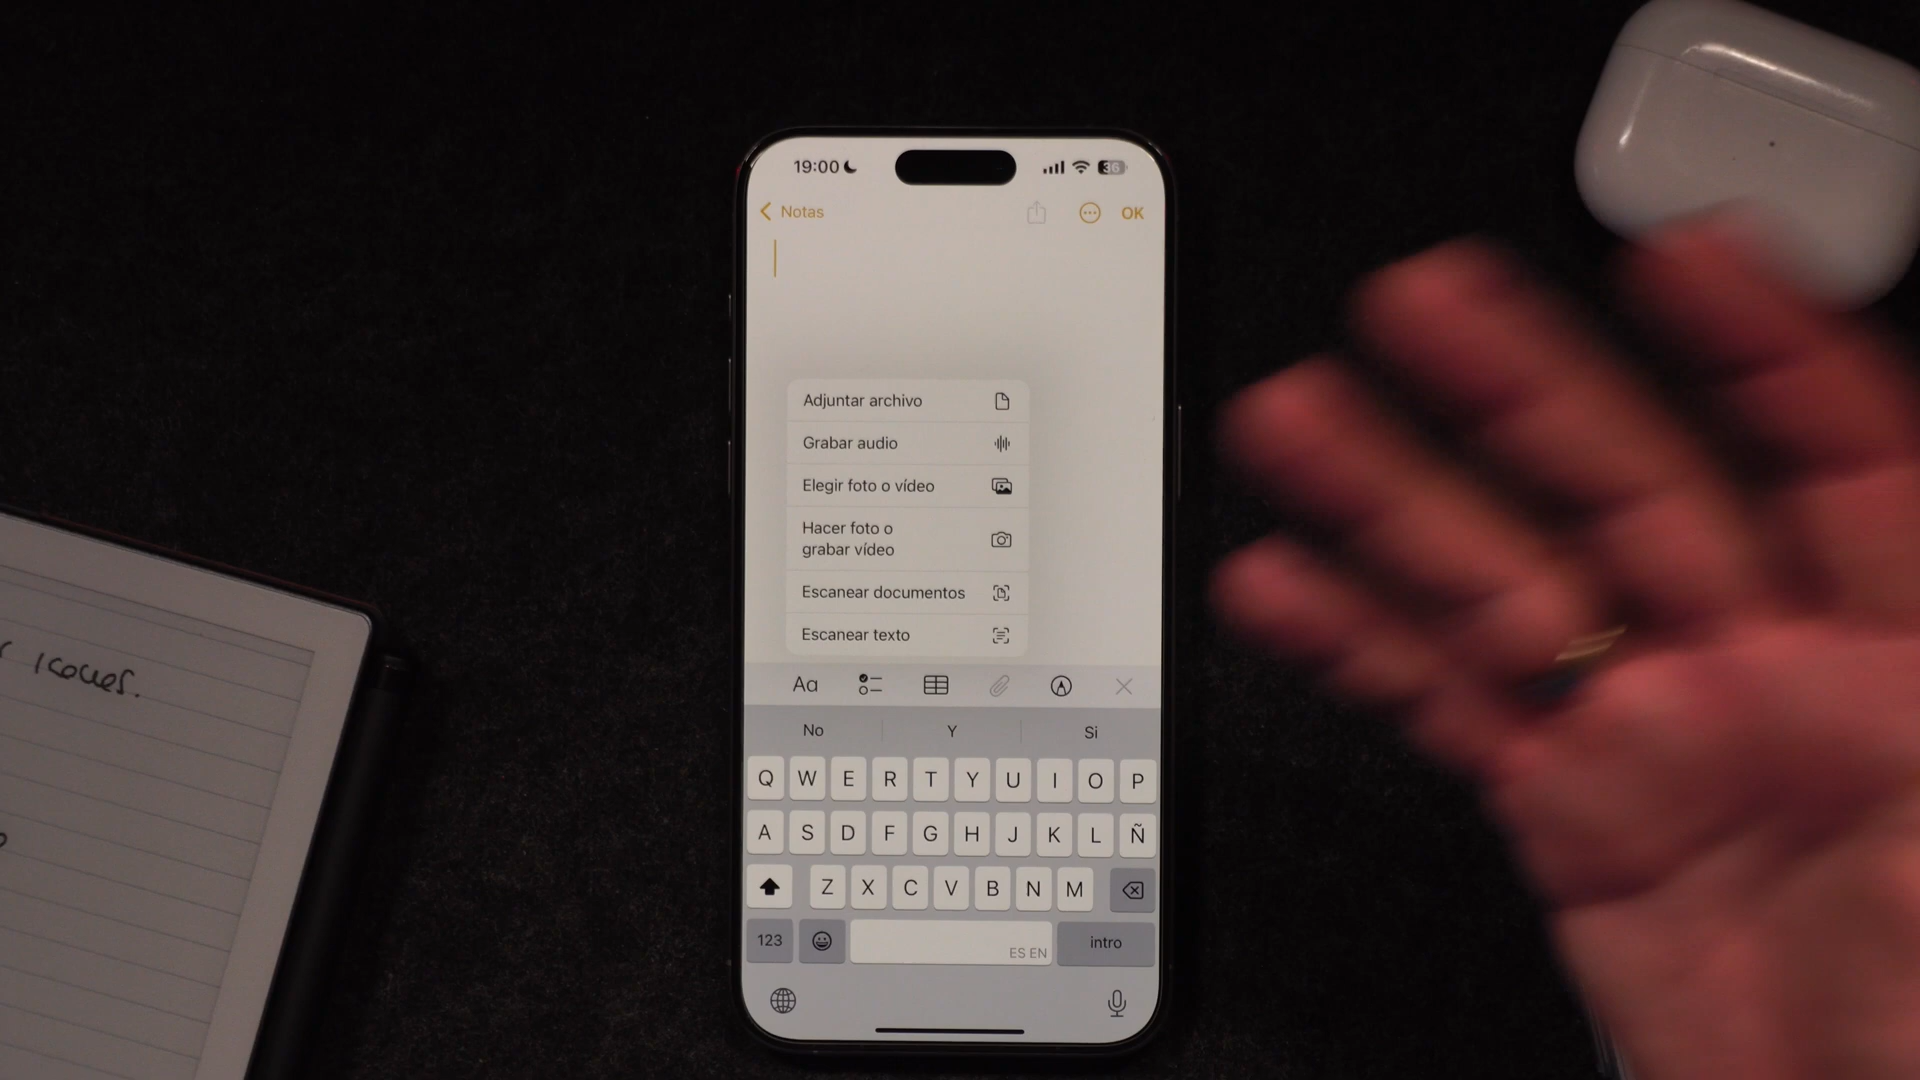 19:00
36
Notas
OK
Adjuntar archivo
Grabar audio
Elegir foto o vídeo
Hacer foto o
grabar vídeo
Escanear documentos
Escanear texto
Aa
No Y Si
Q W E R T Y U I O P
A S D F G H J K L Ñ
Z X C V B N M
123
ES EN
intro